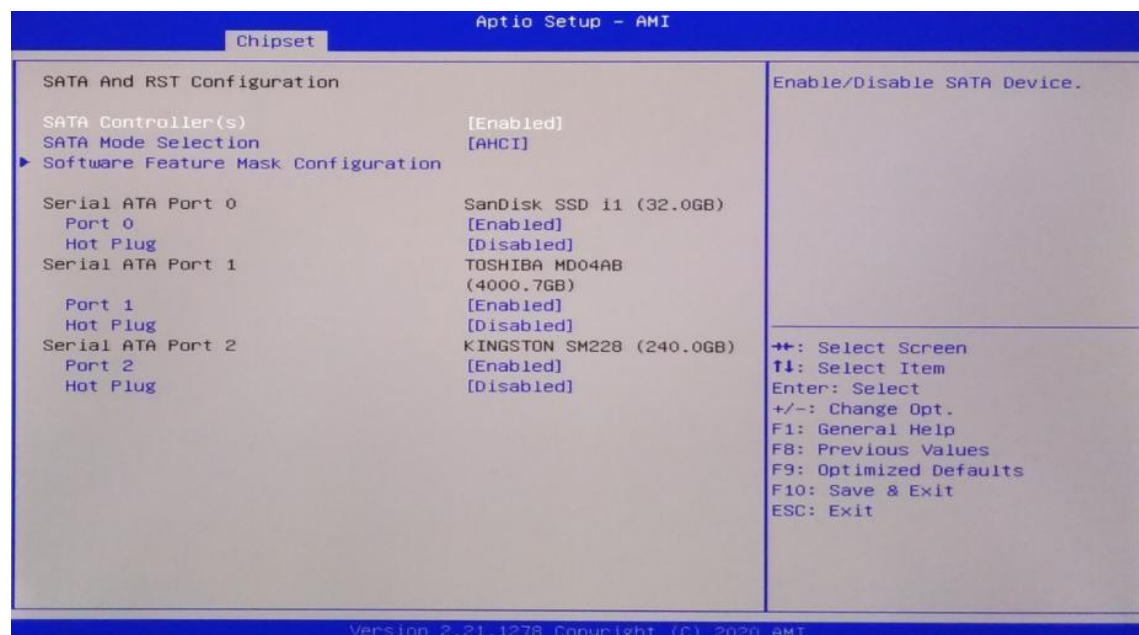 Aptio Setup - AMI
Chipset
SATA And RST Configuration
SATA Controller(s) [Enabled]
SATA Mode Selection [AHCI]
Software Feature Mask Configuration
Serial ATA Port 0 SanDisk SSD i1 (32.0GB)
Port 0 [Enabled]
Hot Plug [Disabled]
Serial ATA Port 1 TOSHIBA MD04AB
(4000.7GB)
Port 1 [Enabled]
Hot Plug [Disabled]
Serial ATA Port 2 KINGSTON SM228 (240.0GB)
Port 2 [Enabled]
Hot Plug [Disabled]
Enable/Disable SATA Device.
→←: Select Screen
↑↓: Select Item
Enter: Select
+/-: Change Opt.
F1: General Help
F8: Previous Values
F9: Optimized Defaults
F10: Save & Exit
ESC: Exit
Version 2.21.1278 Copyright (C) 2020 AMI